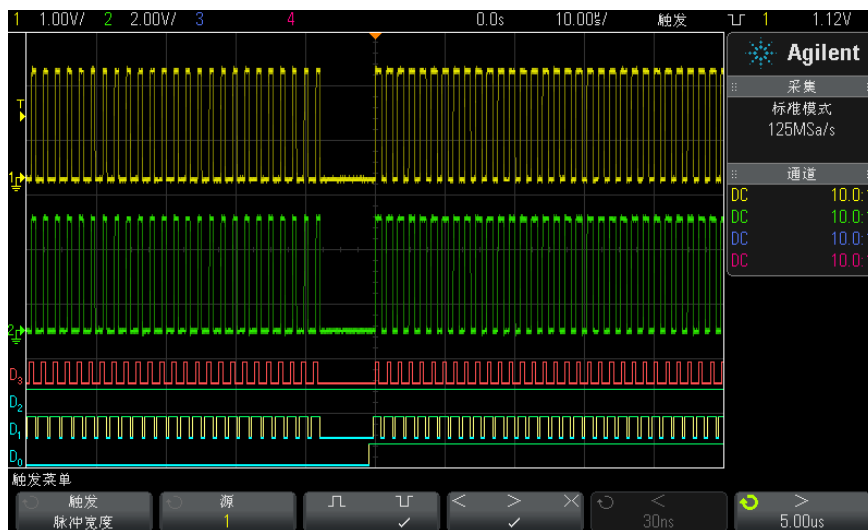 1 1.00V/ 2 2.00V/ 3 4 0.0s 10.00us/ 触发 1 1.12V
Agilent
采集
标准模式
125MSa/s
通道
DC 10.0:
DC 10.0:
DC 10.0:
DC 10.0:
T
1
2
D3
D2
D1
D0
触发菜单
触发 源 < > <
脉冲宽度 1 30ns
>
5.00us